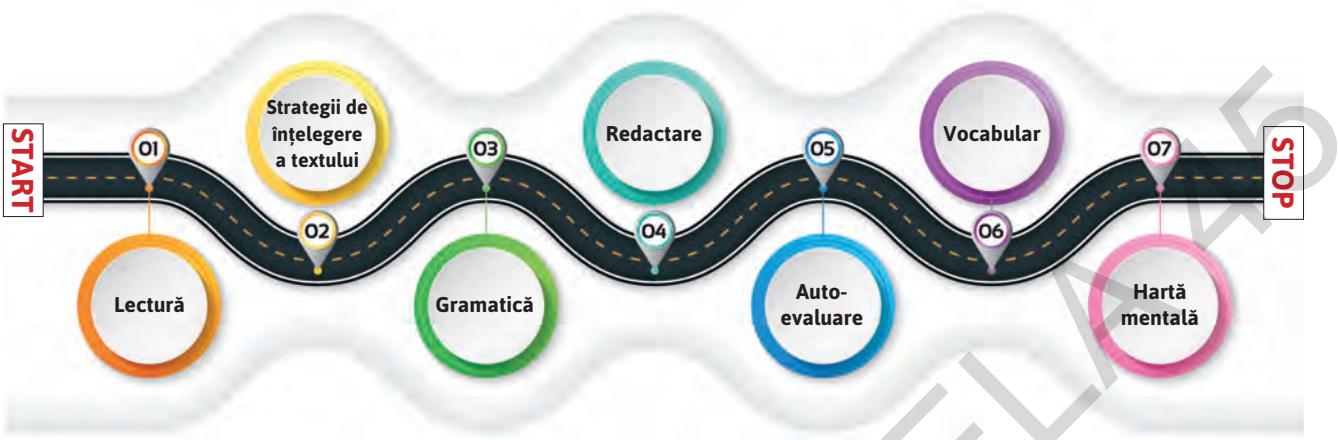 START
01
Lectură
Strategii de
înțelegere
a textului
02
03
Gramatică
Redactare
04
05
Auto-
evaluare
Vocabular
06
07
Hartă
mentală
STOP